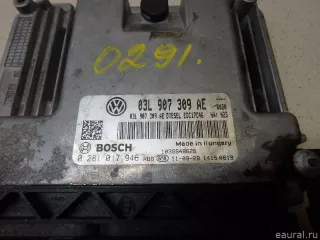 0291.
03L 907 309 AE
03L 907 309 AE DIESEL EDC17C46
BOSCH
Made in Hungary
1039S48625
0 281 017 946
eaural.ru